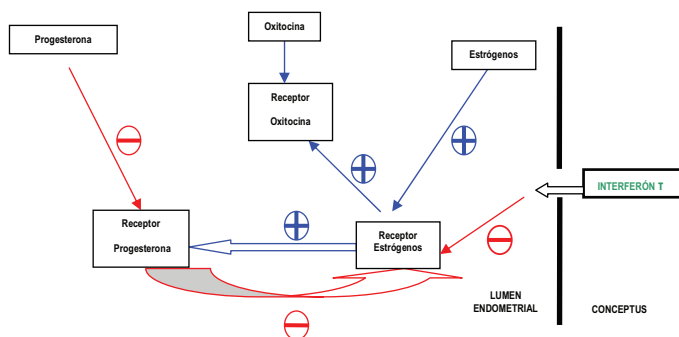 Oxitocina
Progesterona
Estrógenos
Receptor
Oxitocina
INTERFERÓN Τ
Receptor
Progesterona
Receptor
Estrógenos
LUMEN
ENDOMETRIAL
CONCEPTUS